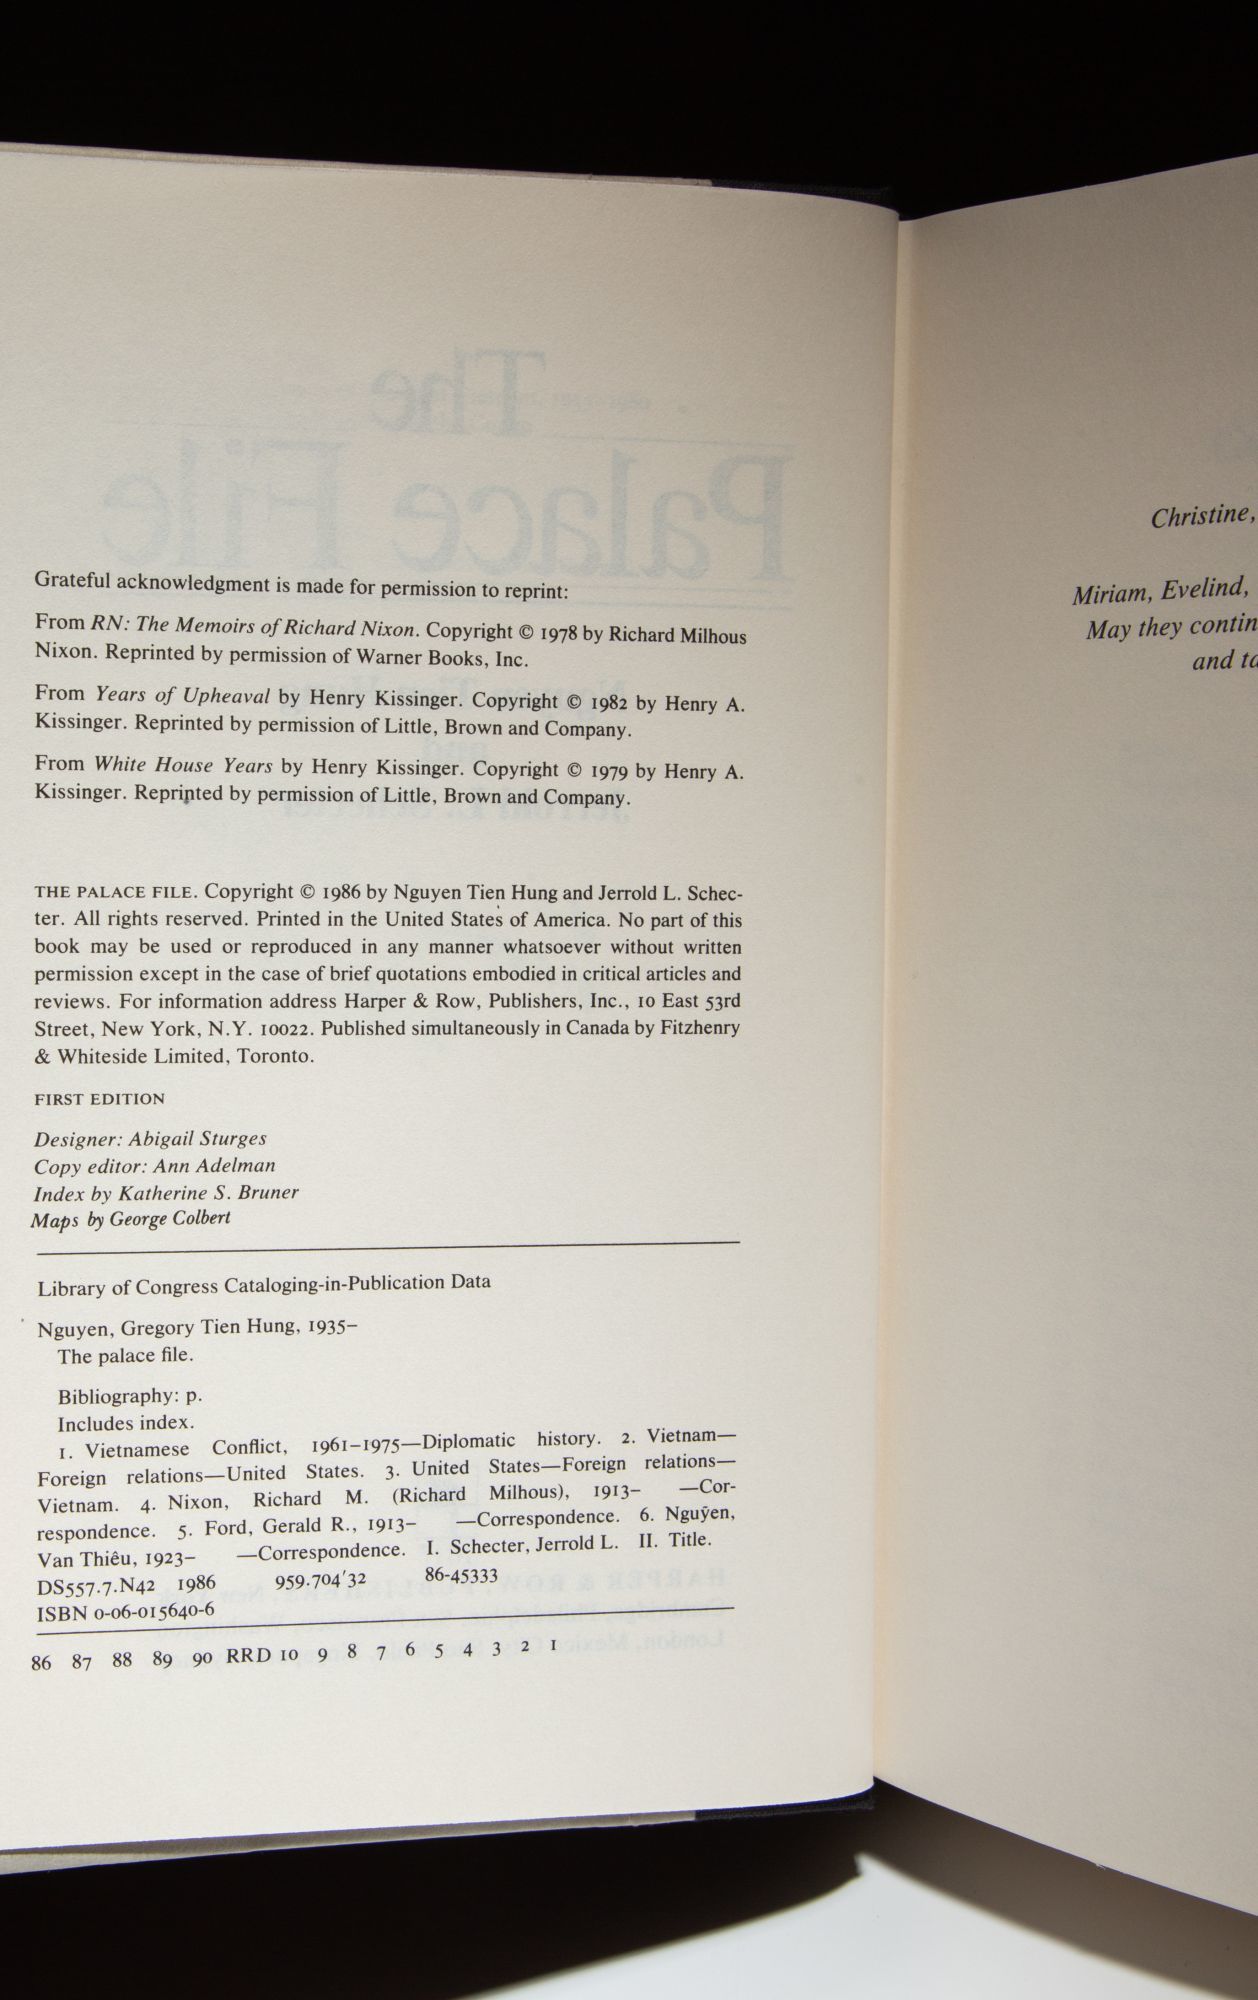 Grateful acknowledgment is made for permission to reprint:
From RN: The Memoirs of Richard Nixon. Copyright © 1978 by Richard Milhous
Nixon. Reprinted by permission of Warner Books, Inc.
From Years of Upheaval by Henry Kissinger. Copyright © 1982 by Henry A.
Kissinger. Reprinted by permission of Little, Brown and Company.
From White House Years by Henry Kissinger. Copyright © 1979 by Henry A.
Kissinger. Reprinted by permission of Little, Brown and Company.
THE PALACE FILE. Copyright © 1986 by Nguyen Tien Hung and Jerrold L. Schec-
ter. All rights reserved. Printed in the United States of America. No part of this
book may be used or reproduced in any manner whatsoever without written
permission except in the case of brief quotations embodied in critical articles and
reviews. For information address Harper & Row, Publishers, Inc., 10 East 53rd
Street, New York, N.Y. 10022. Published simultaneously in Canada by Fitzhenry
& Whiteside Limited, Toronto.
FIRST EDITION
Designer: Abigail Sturges
Copy editor: Ann Adelman
Index by Katherine S. Bruner
Maps by George Colbert
Library of Congress Cataloging-in-Publication Data
Nguyen, Gregory Tien Hung, 1935–
The palace file.
Bibliography: p.
Includes index.
1. Vietnamese Conflict, 1961–1975—Diplomatic history. 2. Vietnam—
Foreign relations—United States. 3. United States—Foreign relations—
Vietnam. 4. Nixon, Richard M. (Richard Milhous), 1913– —Cor-
respondence. 5. Ford, Gerald R., 1913– —Correspondence. 6. Nguỹen,
Van Thiêu, 1923– —Correspondence. I. Schecter, Jerrold L. II. Title.
DS557.7.N42 1986 959.704'32 86-45333
ISBN 0-06-015640-6
86 87 88 89 90 RRD 10 9 8 7 6 5 4 3 2 1
Christine,
Miriam, Evelind,
May they contin
and ta